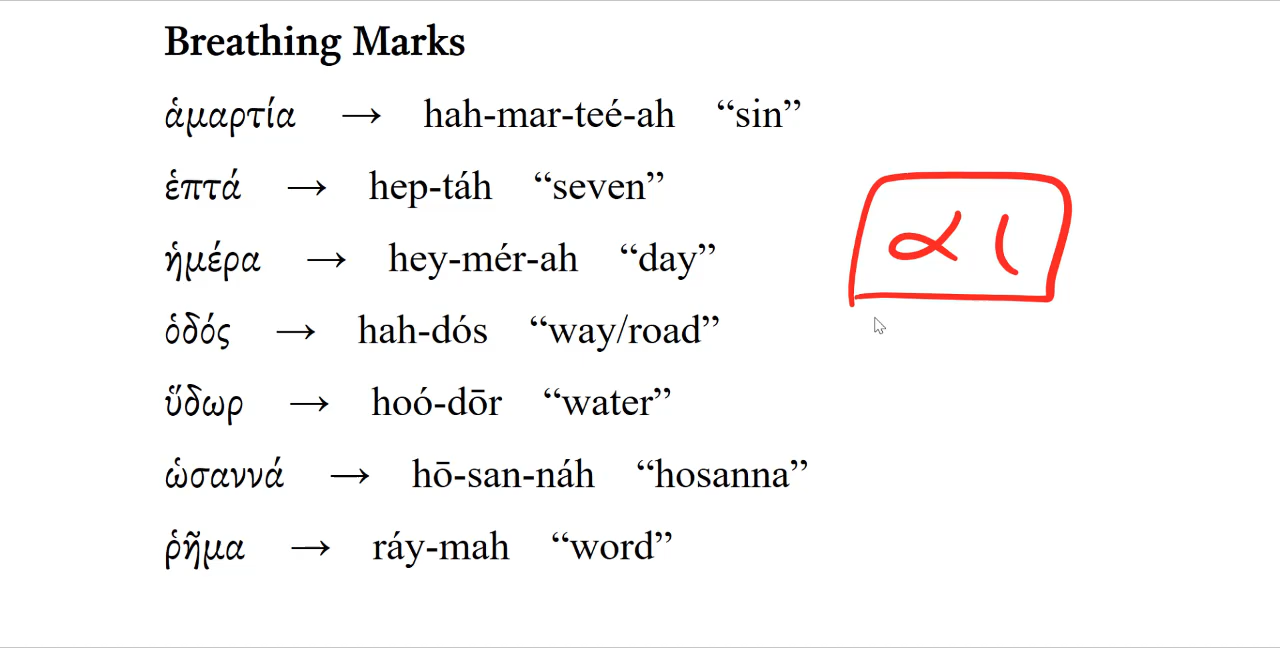 Breathing Marks
ἁμαρτία → hah-mar-teé-ah “sin”
ἑπτά → hep-táh “seven”
ἡμέρα → hey-mér-ah “day”
ὁδός → hah-dós “way/road”
ὕδωρ → hoó-dōr “water”
ὡσαννά → hō-san-náh “hosanna”
ῥῆμα → ráy-mah “word”
α ι